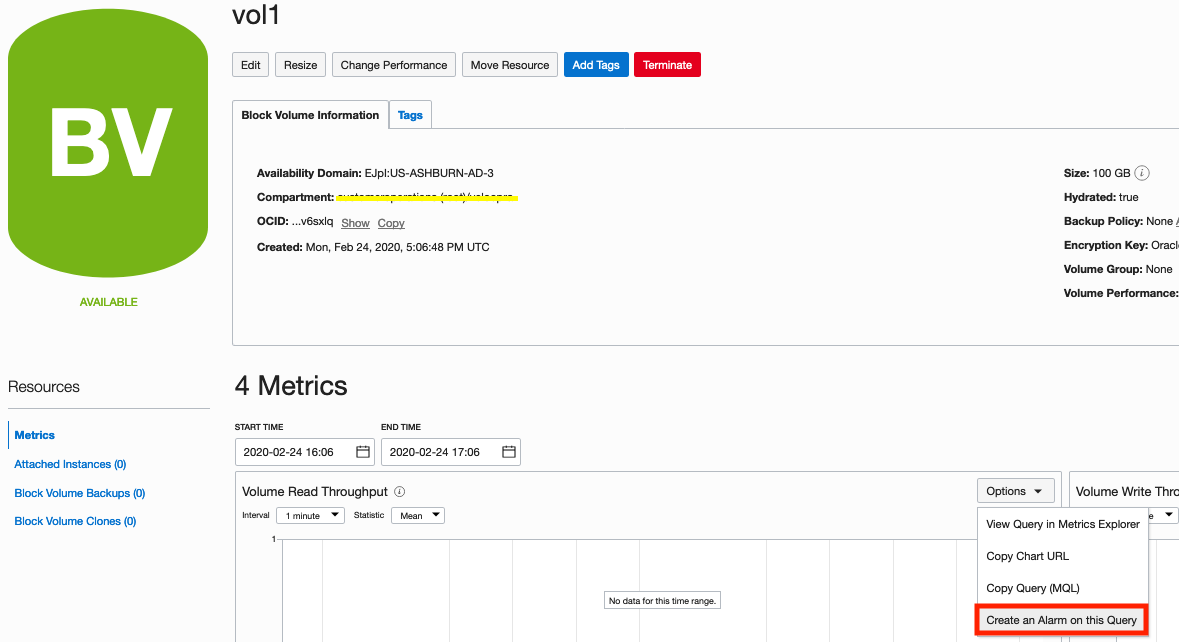 vol1
BV
AVAILABLE
Edit Resize Change Performance Move Resource Add Tags Terminate
Block Volume Information Tags
Availability Domain: EJpI:US-ASHBURN-AD-3
Compartment:
OCID: ...v6sxlq Show Copy
Created: Mon, Feb 24, 2020, 5:06:48 PM UTC
Size: 100 GB
Hydrated: true
Backup Policy: None
Encryption Key: Oracl
Volume Group: None
Volume Performance:
Resources
Metrics
Attached Instances (0)
Block Volume Backups (0)
Block Volume Clones (0)
4 Metrics
START TIME END TIME
2020-02-24 16:06 2020-02-24 17:06
Volume Read Throughput Options
Interval 1 minute Statistic Mean
1
No data for this time range.
View Query in Metrics Explorer
Copy Chart URL
Copy Query (MQL)
Create an Alarm on this Query
Volume Write Thro